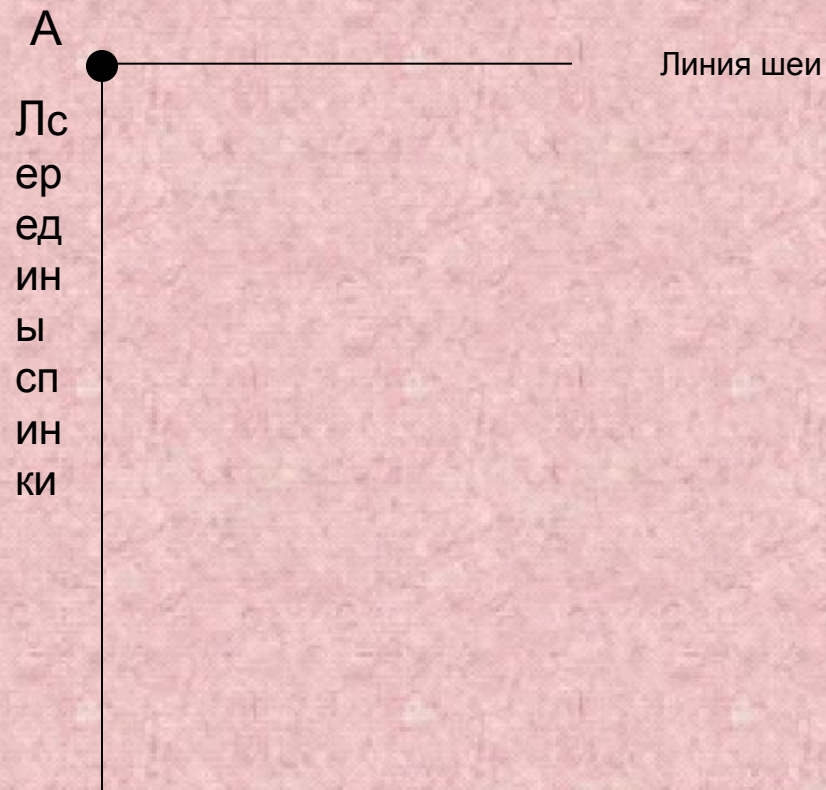 А
Линия шеи
Лс
ер
ед
ин
ы
сп
ин
ки